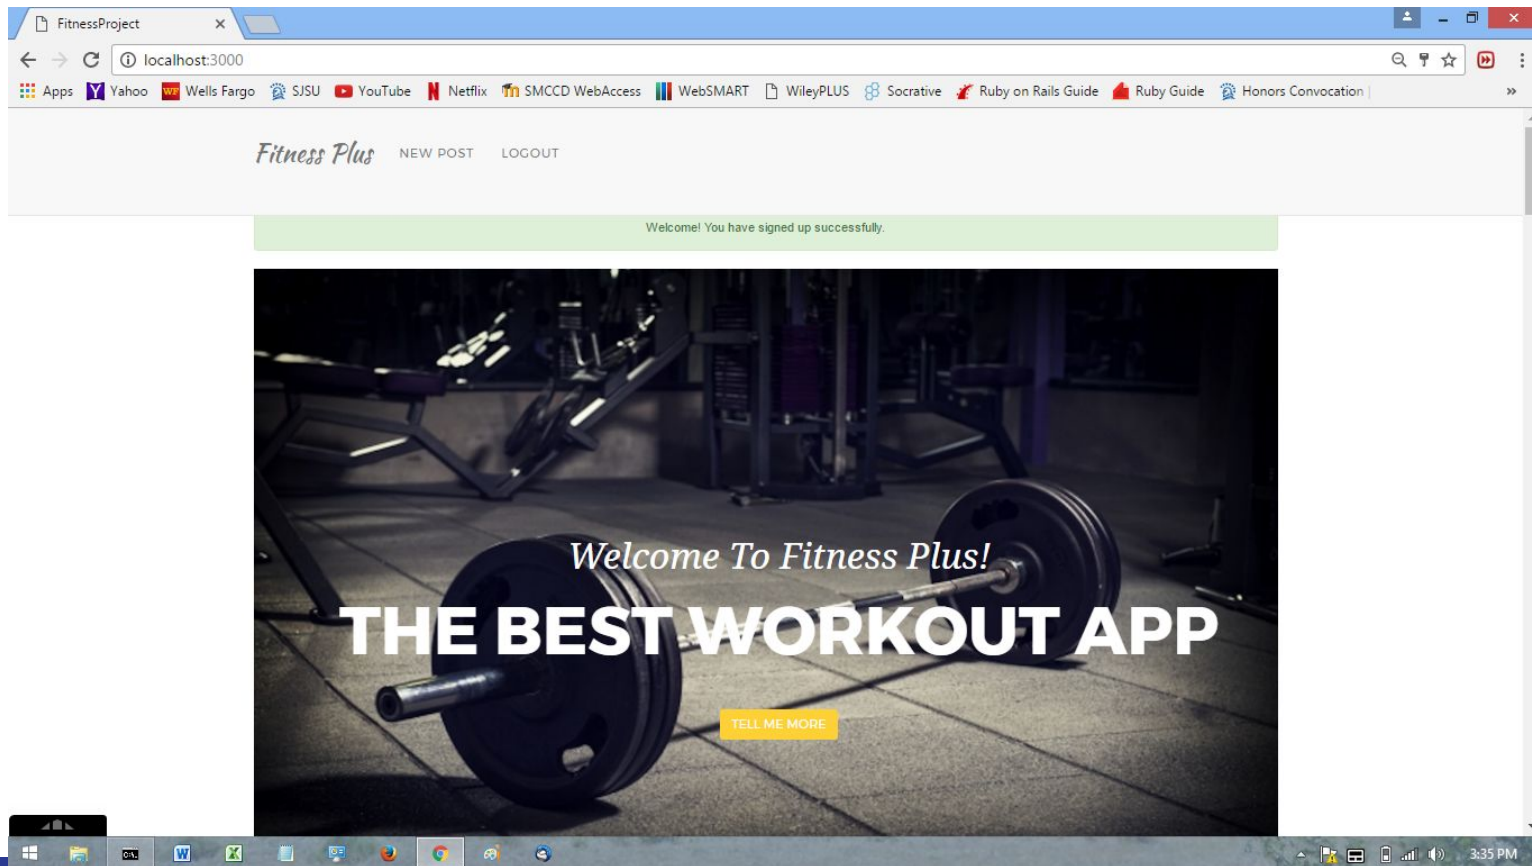 FitnessProject
localhost:3000
Apps Yahoo Wells Fargo SJSU YouTube Netflix SMCCD WebAccess WebSMART WileyPLUS Socrative Ruby on Rails Guide Ruby Guide Honors Convocation |
Fitness Plus NEW POST LOGOUT
Welcome! You have signed up successfully.
Welcome To Fitness Plus!
THE BEST WORKOUT APP
TELL ME MORE
3:35 PM